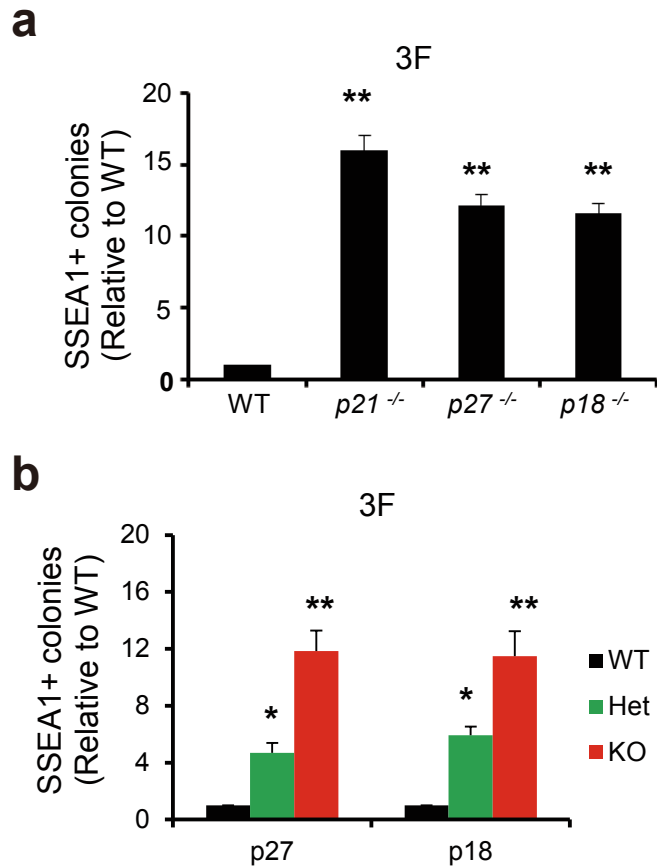 a
3F
SSEA1+ colonies
(Relative to WT)
20
15
10
5
0
**
**
**
WT
p21 -/-
p27 -/-
p18 -/-
b
3F
SSEA1+ colonies
(Relative to WT)
20
16
12
8
4
0
*
**
*
**
WT
Het
KO
p27
p18